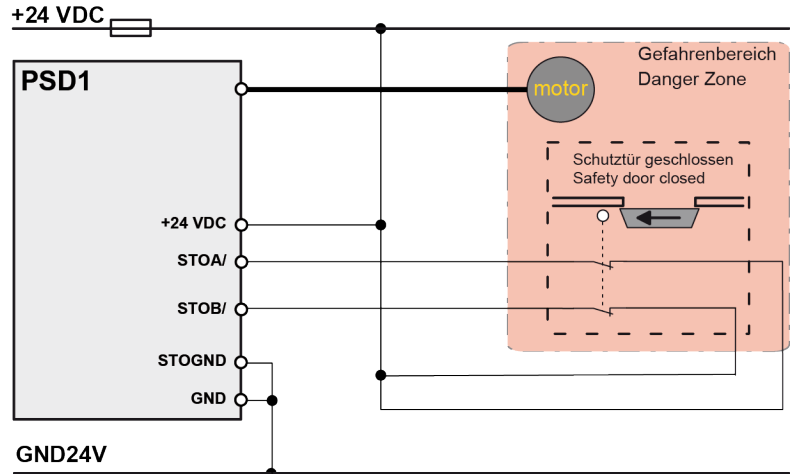 +24 VDC
Gefahrenbereich
Danger Zone
PSD1
motor
Schutztür geschlossen
Safety door closed
+24 VDC
STOA/
STOB/
STOGND
GND
GND24V